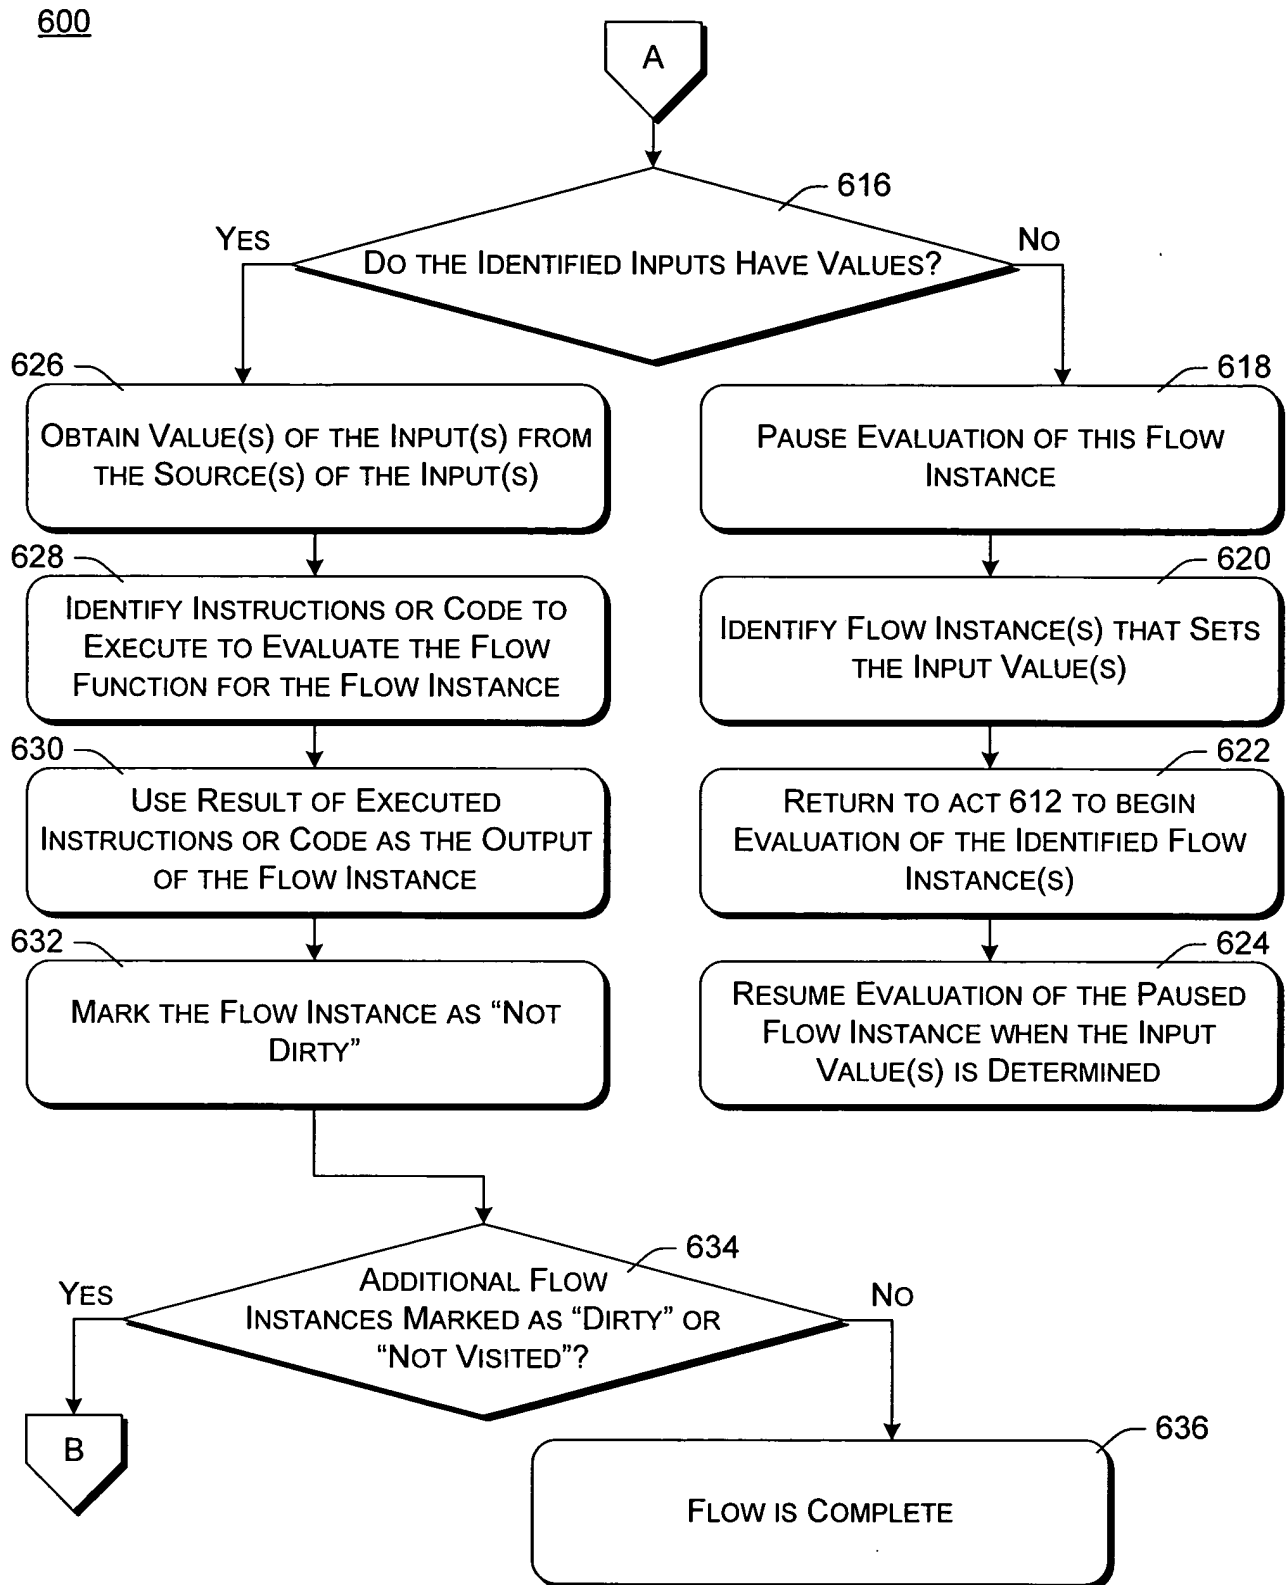 600
A
616
YES
NO
DO THE IDENTIFIED INPUTS HAVE VALUES?
626
OBTAIN VALUE(S) OF THE INPUT(S) FROM
THE SOURCE(S) OF THE INPUT(S)
618
PAUSE EVALUATION OF THIS FLOW
INSTANCE
628
IDENTIFY INSTRUCTIONS OR CODE TO
EXECUTE TO EVALUATE THE FLOW
FUNCTION FOR THE FLOW INSTANCE
620
IDENTIFY FLOW INSTANCE(S) THAT SETS
THE INPUT VALUE(S)
630
USE RESULT OF EXECUTED
INSTRUCTIONS OR CODE AS THE OUTPUT
OF THE FLOW INSTANCE
622
RETURN TO ACT 612 TO BEGIN
EVALUATION OF THE IDENTIFIED FLOW
INSTANCE(S)
632
MARK THE FLOW INSTANCE AS “NOT
DIRTY”
624
RESUME EVALUATION OF THE PAUSED
FLOW INSTANCE WHEN THE INPUT
VALUE(S) IS DETERMINED
634
YES
NO
ADDITIONAL FLOW
INSTANCES MARKED AS “DIRTY” OR
“NOT VISITED”?
B
636
FLOW IS COMPLETE